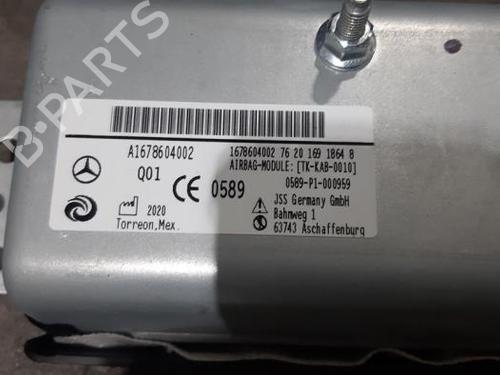 B-PARTS
A1678604002
Q01
2020
Torreon,Mex.
CE 0589
1678604002 76 20 169 1864 8
AIRBAG-MODULE: [TK-KAB-0010]
0589-P1-000959
JSS Germany GmbH
Bahnweg 1
63743 Aschaffenburg